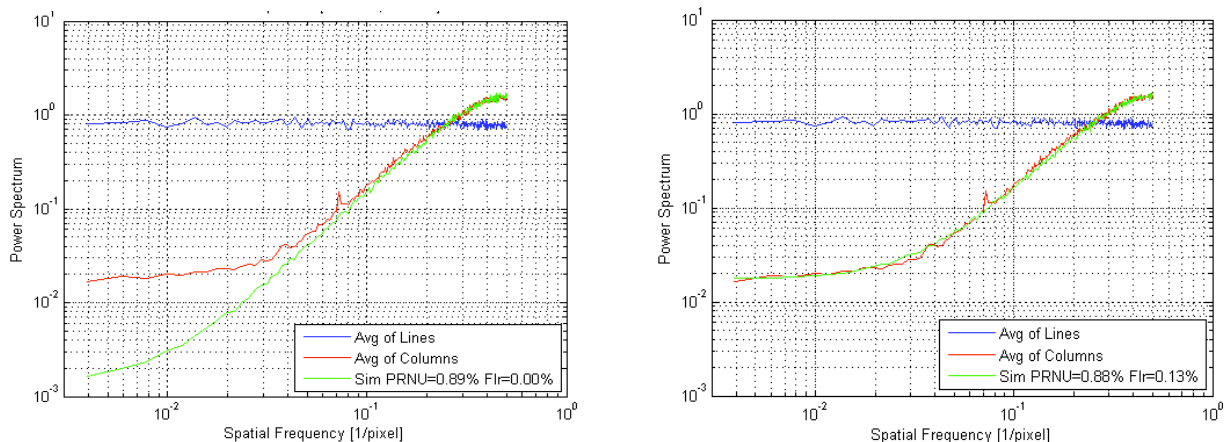 10^1
10^0
10^-1
10^-2
10^-3
Power Spectrum
10^-2
10^-1
10^0
Spatial Frequency [1/pixel]
Avg of Lines
Avg of Columns
Sim PRNU=0.89% Flr=0.00%
10^1
10^0
10^-1
10^-2
10^-3
Power Spectrum
10^-2
10^-1
10^0
Spatial Frequency [1/pixel]
Avg of Lines
Avg of Columns
Sim PRNU=0.88% Flr=0.13%